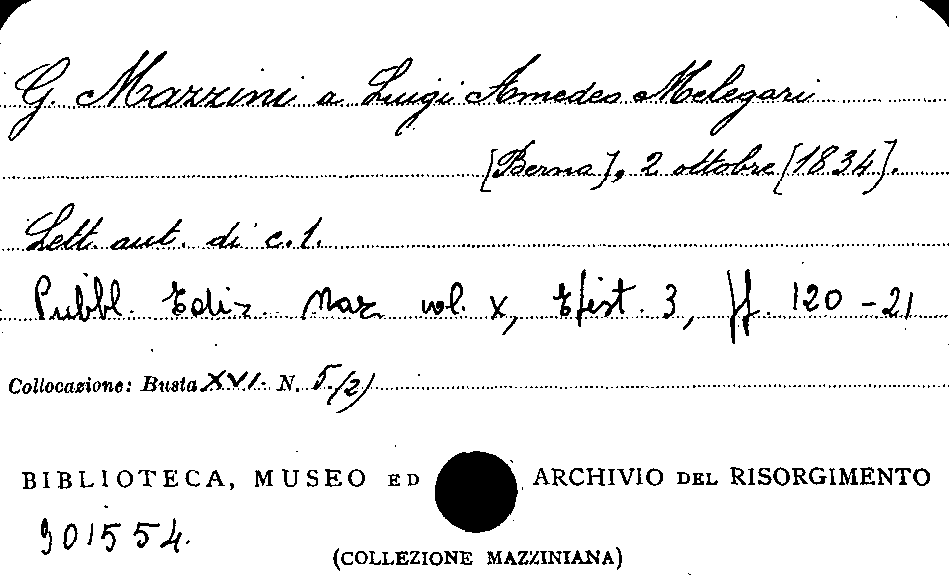 G. Mazzini a Luigi Amedeo Melegari
[Berna], 2 ottobre [1834].
Lett. aut. di c. 1.
Pubbl. Ediz. Naz. vol. X, Epist. 3, pp. 120-21
Collocazione: Busta XVI. N. 5/2)
BIBLIOTECA, MUSEO ED ARCHIVIO DEL RISORGIMENTO
901554.
(COLLEZIONE MAZZINIANA)